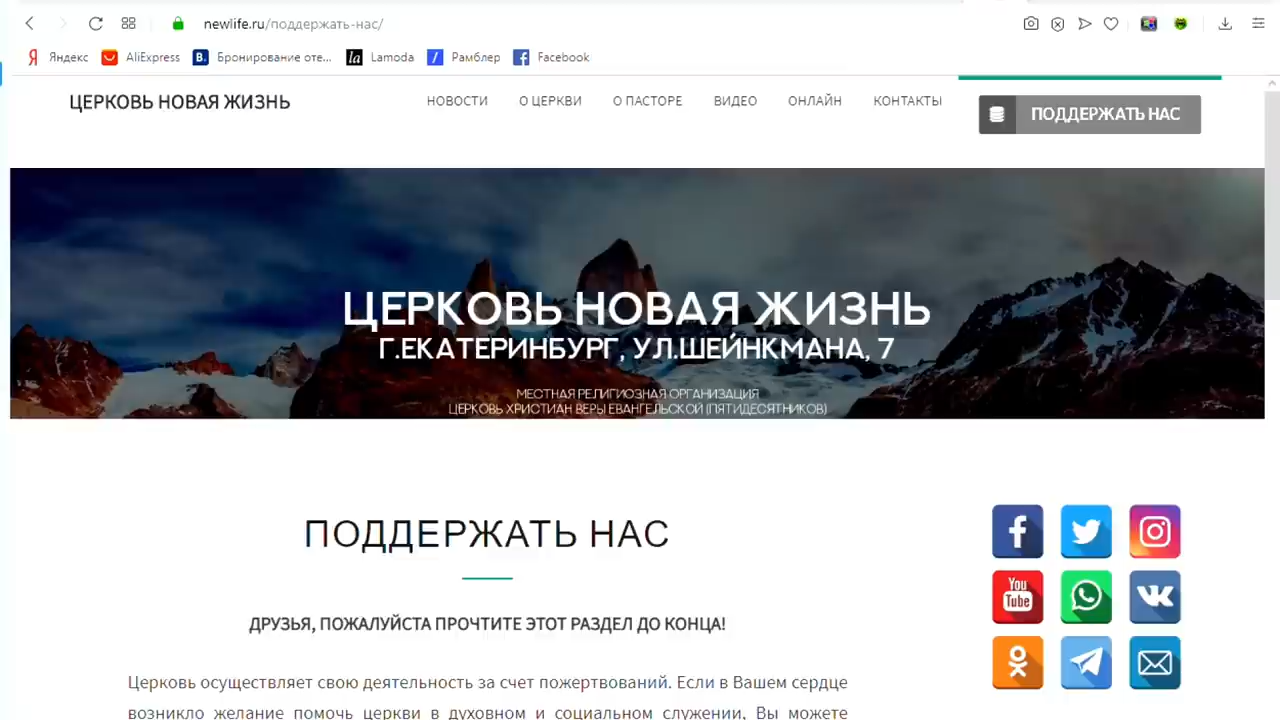 newlife.ru/поддержать-нас/
Я Яндекс AliExpress B. Бронирование оте... la Lamoda Рамблер Facebook
ЦЕРКОВЬ НОВАЯ ЖИЗНЬ НОВОСТИ О ЦЕРКВИ О ПАСТОРЕ ВИДЕО ОНЛАЙН КОНТАКТЫ ПОДДЕРЖАТЬ НАС
ЦЕРКОВЬ НОВАЯ ЖИЗНЬ
Г.ЕКАТЕРИНБУРГ, УЛ.ШЕЙНКМАНА, 7
МЕСТНАЯ РЕЛИГИОЗНАЯ ОРГАНИЗАЦИЯ
ЦЕРКОВЬ ХРИСТИАН ВЕРЫ ЕВАНГЕЛЬСКОЙ (ПЯТИДЕСЯТНИКОВ)
ПОДДЕРЖАТЬ НАС
ДРУЗЬЯ, ПОЖАЛУЙСТА ПРОЧТИТЕ ЭТОТ РАЗДЕЛ ДО КОНЦА!
Церковь осуществляет свою деятельность за счет пожертвований. Если в Вашем сердце
возникло желание помочь церкви в духовном и социальном служении, Вы можете
You
Tube